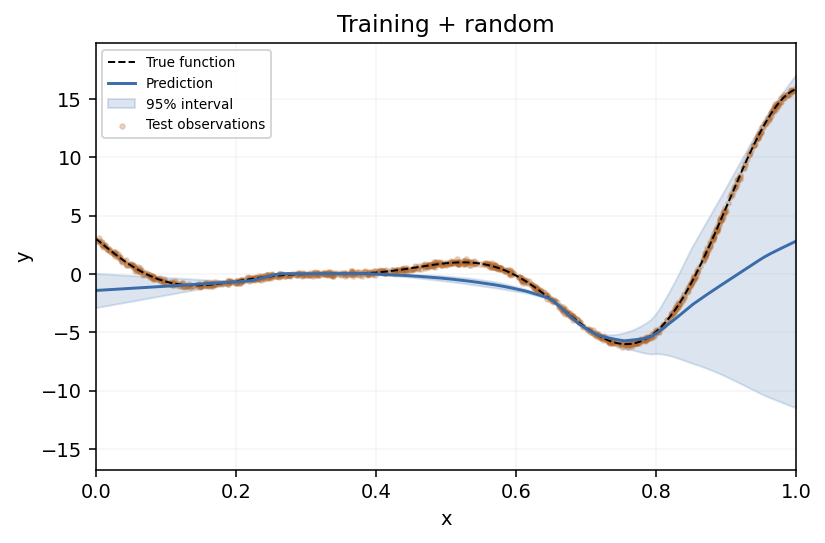 Training + random
True function
Prediction
95% interval
Test observations
y
15
10
5
0
−5
−10
−15
0.0 0.2 0.4 0.6 0.8 1.0
x